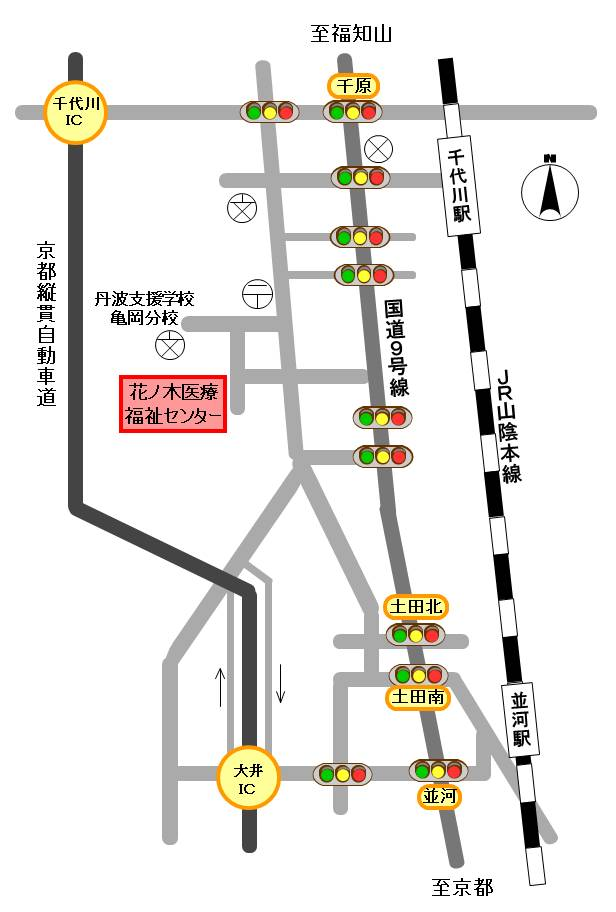 至福知山
千原
千代川
IC
千代川駅
N
京都縦貫自動車道
丹波支援学校
亀岡分校
国道9号線
花ノ木医療
福祉センター
JR山陰本線
土田北
土田南
並河駅
大井
IC
並河
至京都